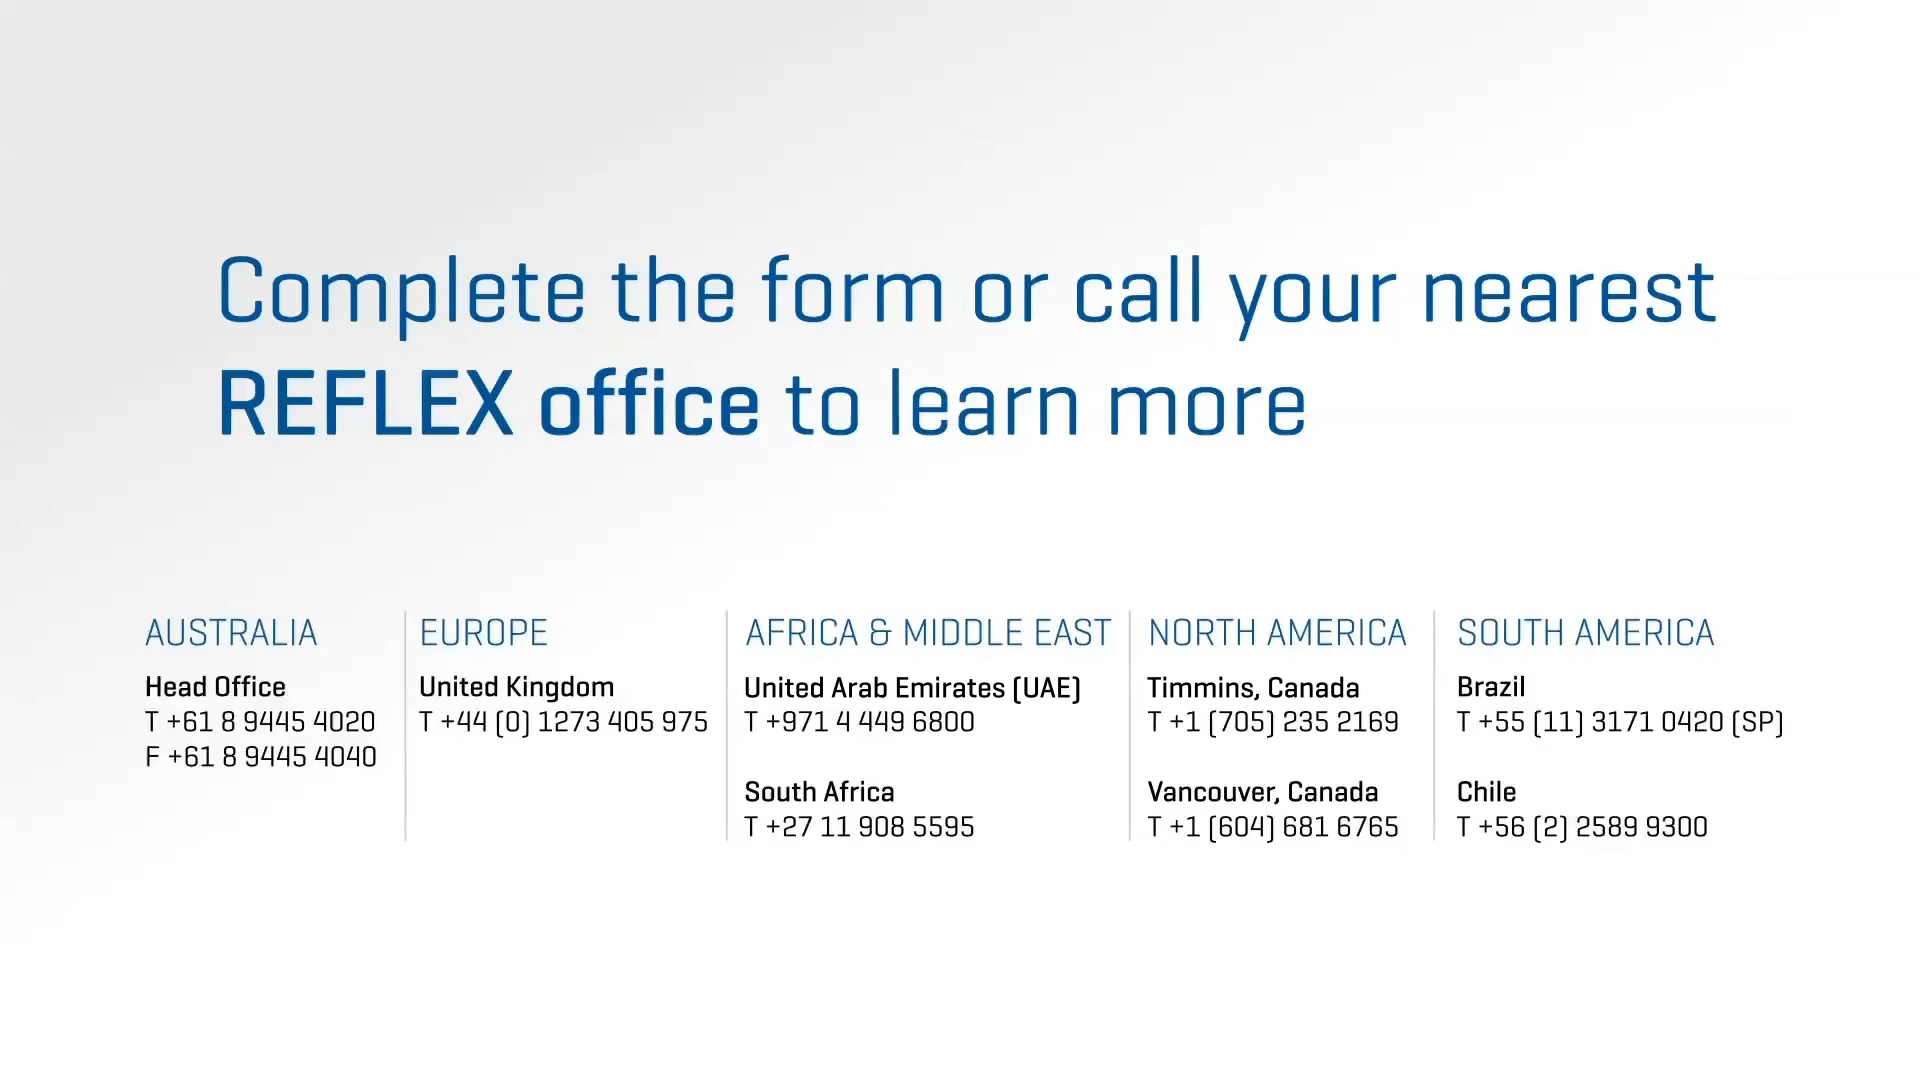 Complete the form or call your nearest
REFLEX office to learn more
AUSTRALIA
Head Office
T +61 8 9445 4020
F +61 8 9445 4040
EUROPE
United Kingdom
T +44 (0) 1273 405 975
AFRICA & MIDDLE EAST
United Arab Emirates (UAE)
T +971 4 449 6800
South Africa
T +27 11 908 5595
NORTH AMERICA
Timmins, Canada
T +1 (705) 235 2169
Vancouver, Canada
T +1 (604) 681 6765
SOUTH AMERICA
Brazil
T +55 (11) 3171 0420 (SP)
Chile
T +56 (2) 2589 9300